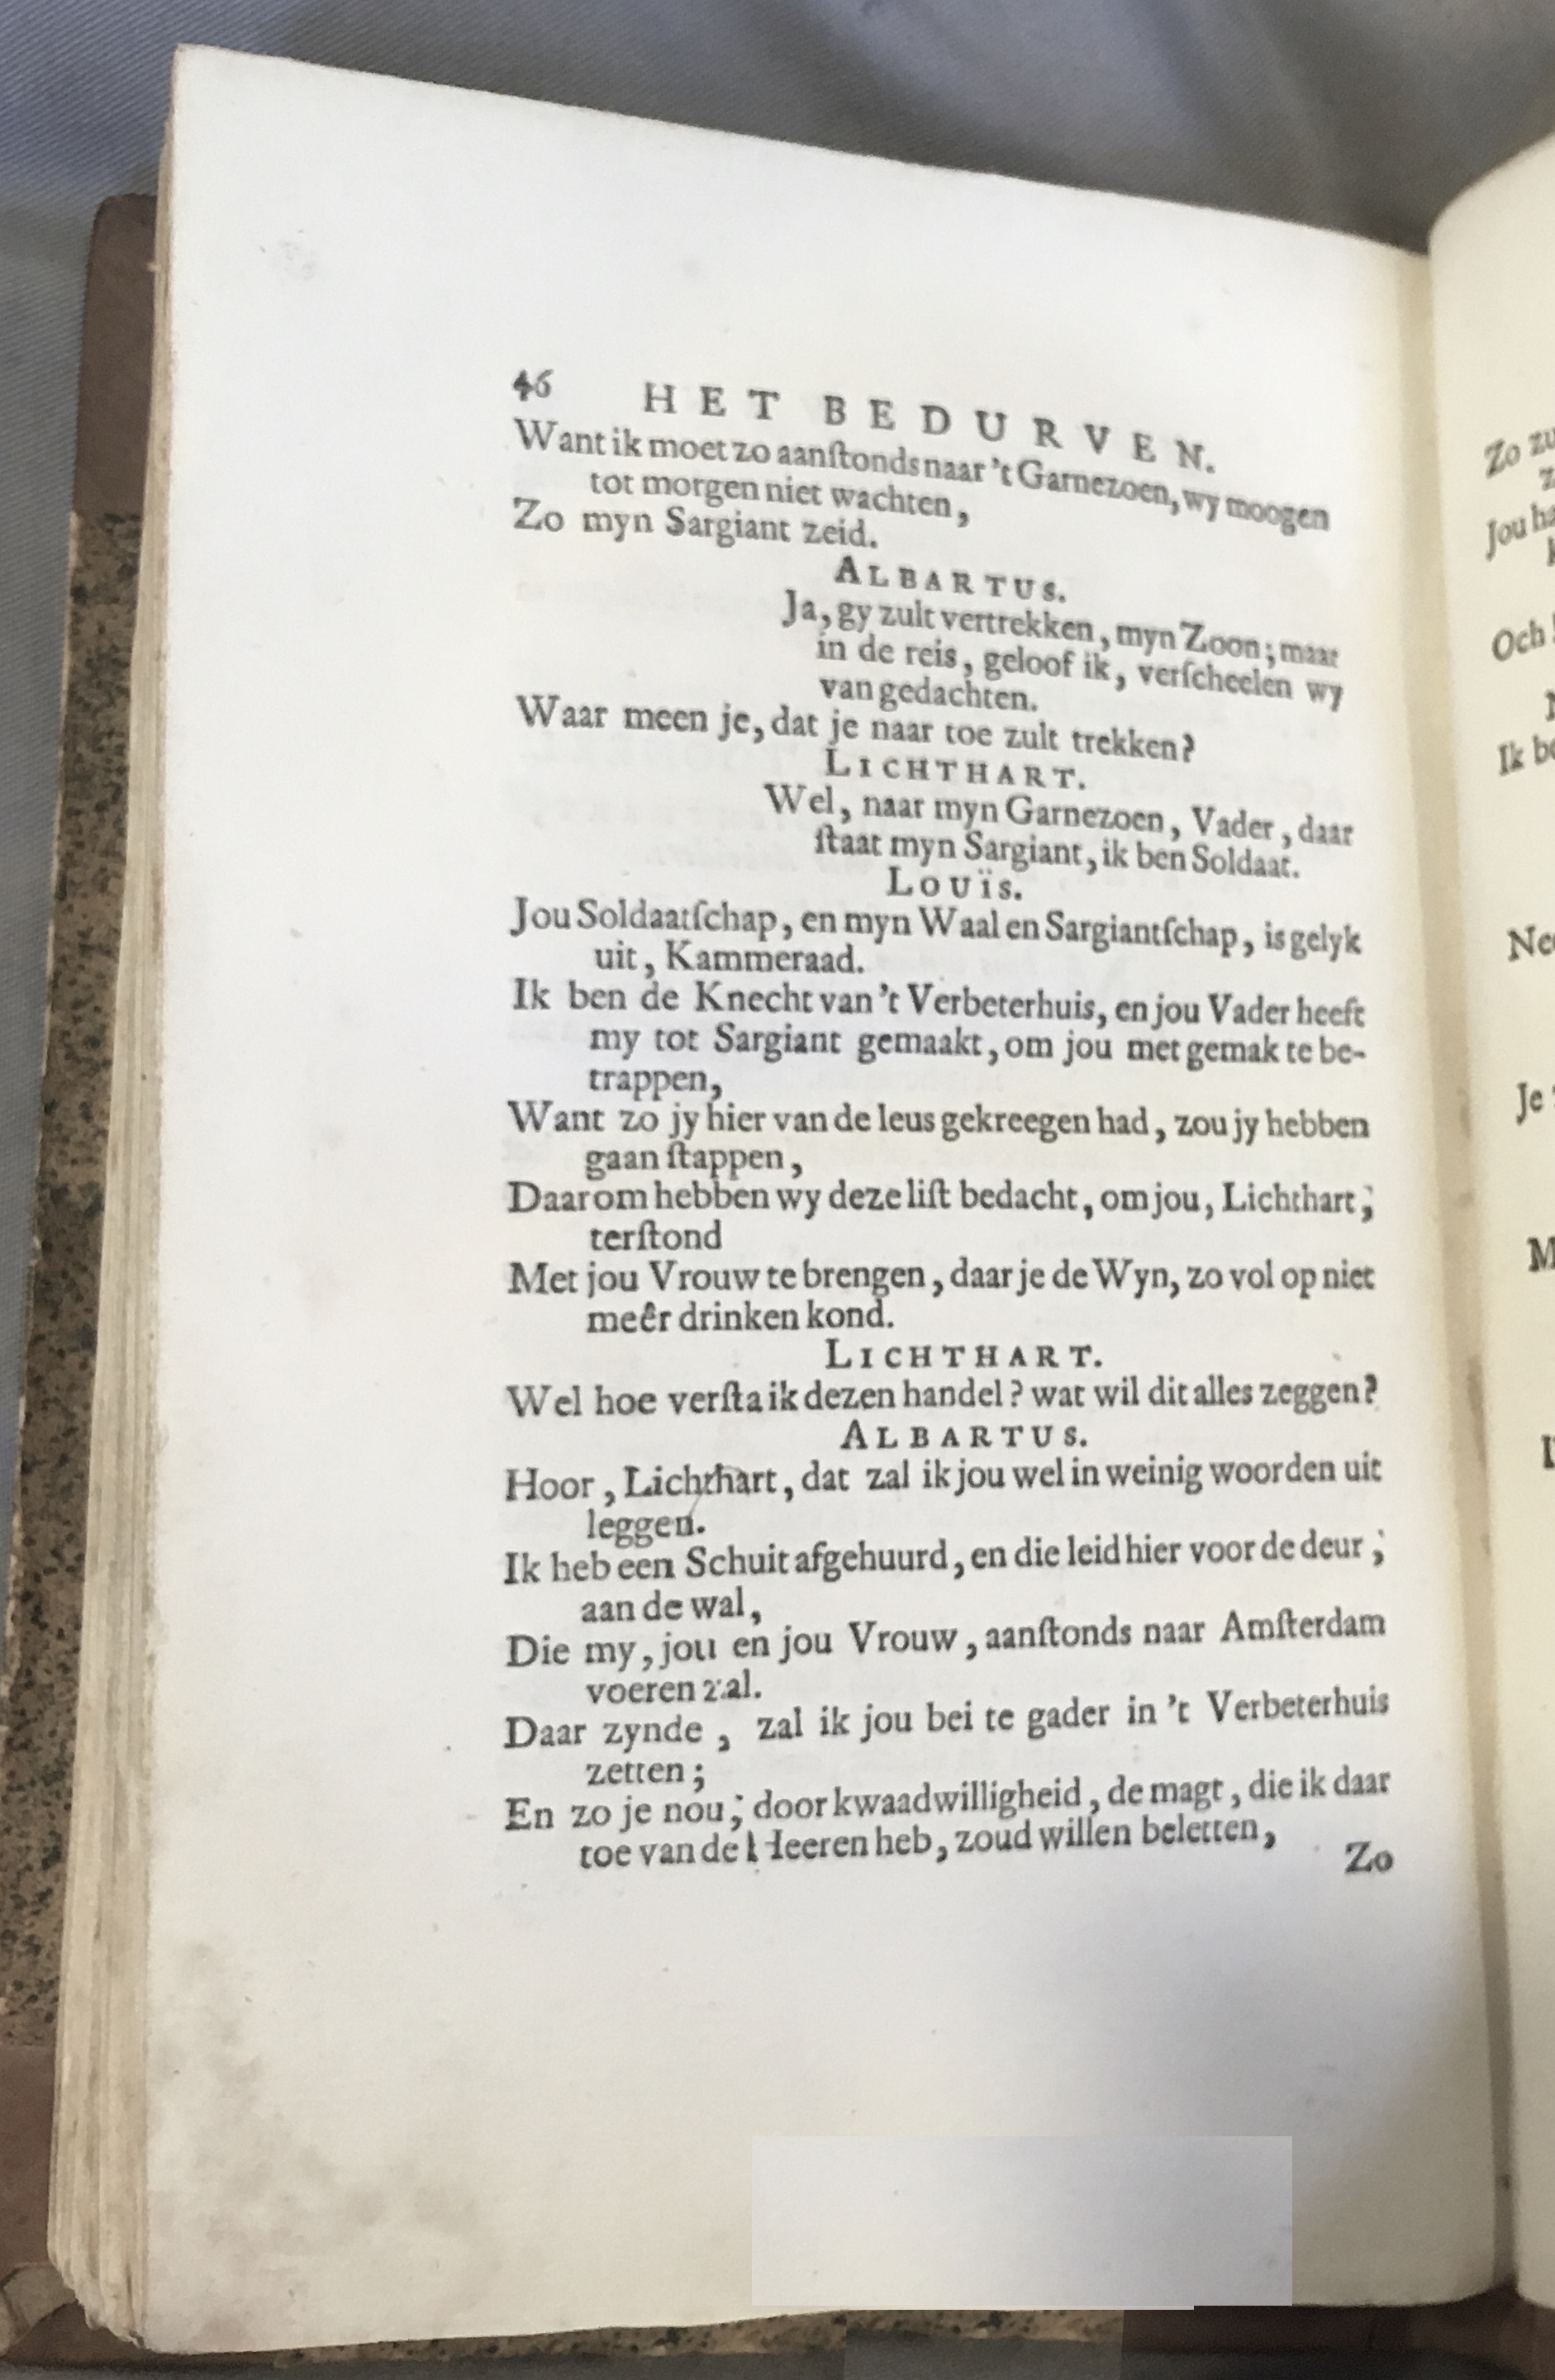 46 HET BEDURVEN.
Want ik moet zo aanſtonds naar 't Garnezoen, wy moogen
tot morgen niet wachten,
Zo myn Sargiant zeid.
ALBARTUS.
Ja, gy zult vertrekken, myn Zoon; maar
in de reis, geloof ik, verſcheelen wy
van gedachten.
Waar meen je, dat je naar toe zult trekken?
LICHTHART.
Wel, naar myn Garnezoen, Vader, daar
ſtaat myn Sargiant, ik ben Soldaat.
LOUÏS.
Jou Soldaatſchap, en myn Waal en Sargiantſchap, is gelyk
uit, Kammeraad.
Ik ben de Knecht van 't Verbeterhuis, en jou Vader heeft
my tot Sargiant gemaakt, om jou met gemak te be-
trappen,
Want zo jy hier van de leus gekreegen had, zou jy hebben
gaan ſtappen,
Daarom hebben wy deze liſt bedacht, om jou, Lichthart,
terſtond
Met jou Vrouw te brengen, daar je de Wyn, zo vol op niet
meêr drinken kond.
LICHTHART.
Wel hoe verſta ik dezen handel? wat wil dit alles zeggen?
ALBARTUS.
Hoor, Lichthart, dat zal ik jou wel in weinig woorden uit
leggen.
Ik heb een Schuit afgehuurd, en die leid hier voor de deur,
aan de wal,
Die my, jou en jou Vrouw, aanſtonds naar Amſterdam
voeren zal.
Daar zynde, zal ik jou bei te gader in 't Verbeterhuis
zetten;
En zo je nou, door kwaadwilligheid, de magt, die ik daar
toe van de Heeren heb, zoud willen beletten,
Zo
Zo zu
Jou ha
Och!
Ik be
Je
M